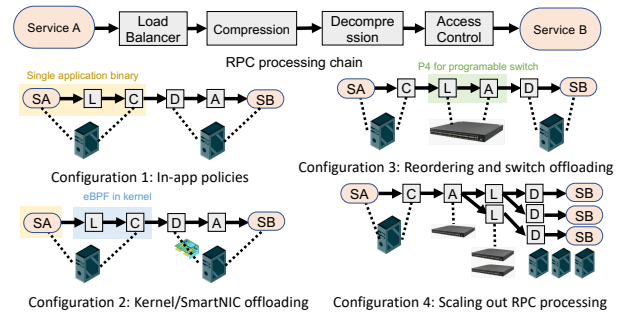 Service A
Load
Balancer
Compression
Decompre
ssion
Access
Control
Service B
RPC processing chain
Single application binary
SA
L
C
D
A
SB
Configuration 1: In-app policies
P4 for programable switch
SA
C
L
A
D
SB
Configuration 3: Reordering and switch offloading
eBPF in kernel
SA
L
C
D
A
SB
Configuration 2: Kernel/SmartNIC offloading
SA
C
A
L
D
SB
L
D
SB
D
SB
Configuration 4: Scaling out RPC processing